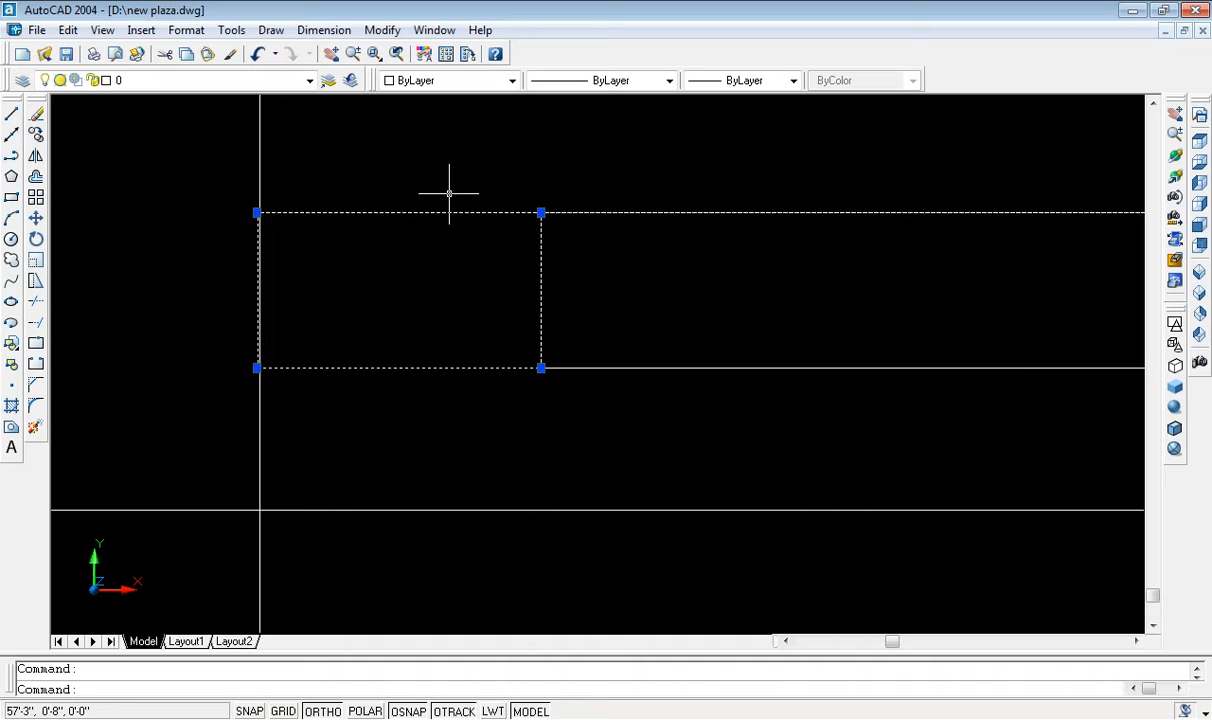 AutoCAD 2004 - [D:\new plaza.dwg]
File Edit View Insert Format Tools Draw Dimension Modify Window Help
0 ByLayer ByLayer ByLayer ByColor
A
Y
Z X
Model Layout1 Layout2
Command:
Command:
57'-3", 0'-8", 0'-0" SNAP GRID ORTHO POLAR OSNAP OTRACK LWT MODEL